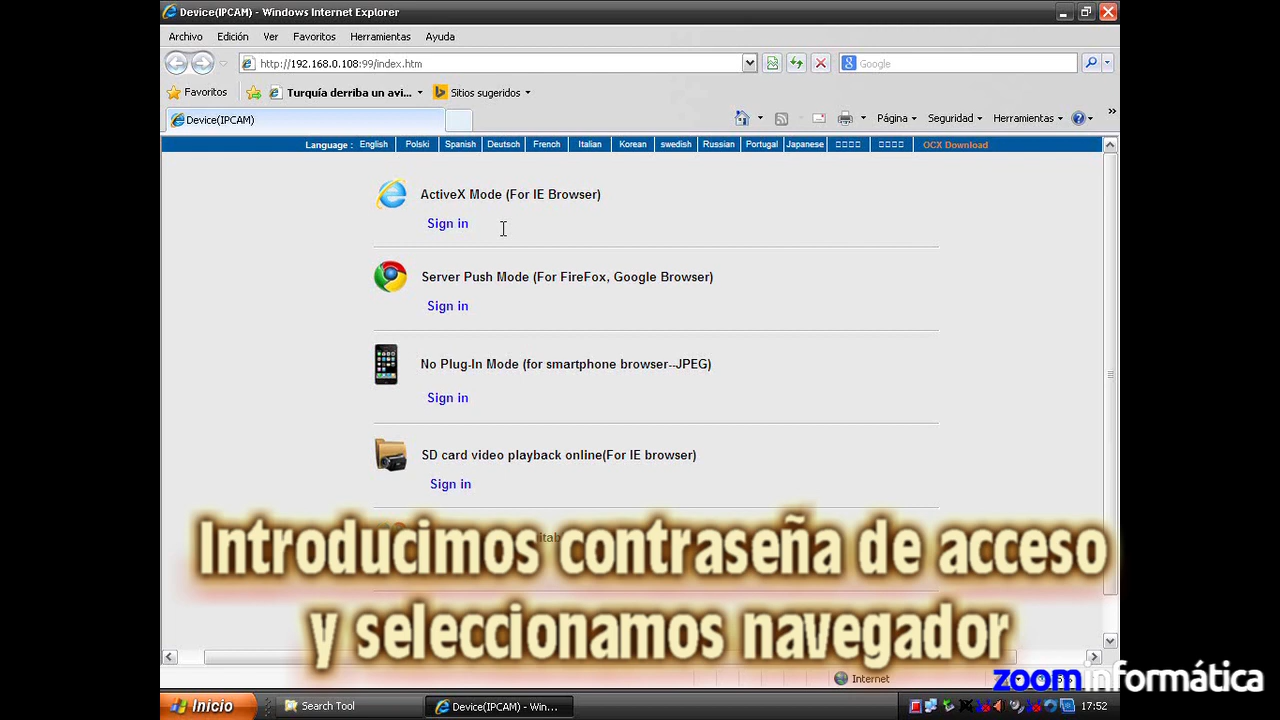 Device(IPCAM) - Windows Internet Explorer
Archivo Edición Ver Favoritos Herramientas Ayuda
http://192.168.0.108:99/index.htm
Google
Favoritos Turquía derriba un avi... Sitios sugeridos
Device(IPCAM)
Página Seguridad Herramientas
Language : English Polski Spanish Deutsch French Italian Korean swedish Russian Portugal Japanese OCX Download
ActiveX Mode (For IE Browser)
Sign in
Server Push Mode (For FireFox, Google Browser)
Sign in
No Plug-In Mode (for smartphone browser--JPEG)
Sign in
SD card video playback online(For IE browser)
Sign in
Introducimos contraseña de acceso
y seleccionamos navegador
Internet
zoominformática
Inicio Search Tool Device(IPCAM) - Win... 17:52